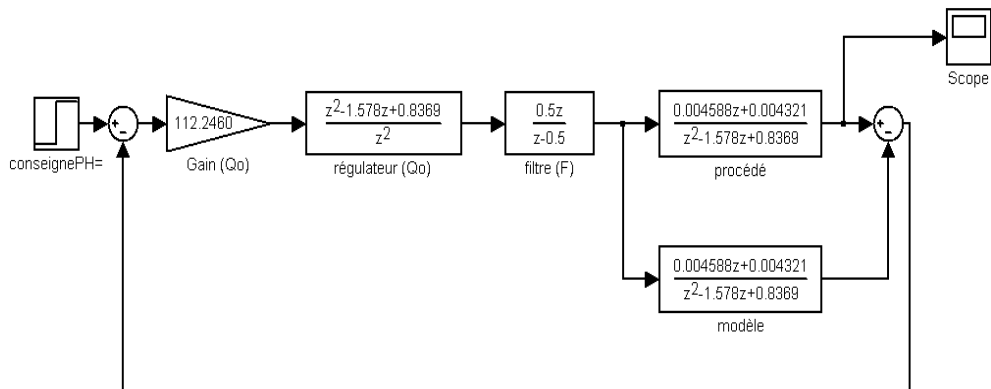 Scope
conseignePH=
+
-
112.2460
Gain (Qo)
z2-1.578z+0.8369
z2
régulateur (Qo)
0.5z
z-0.5
filtre (F)
0.004588z+0.004321
z2-1.578z+0.8369
procédé
+
-
0.004588z+0.004321
z2-1.578z+0.8369
modèle